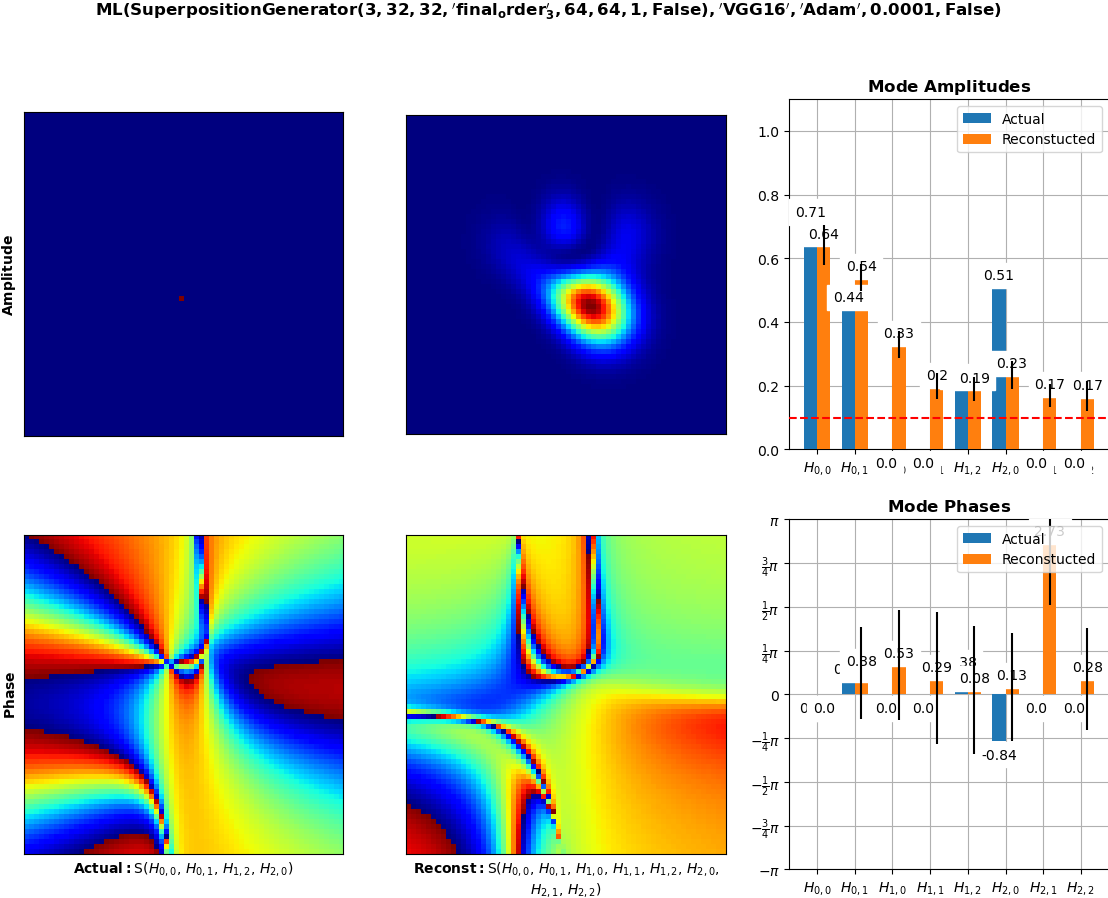 ML(SuperpositionGenerator(3, 32, 32, ′final_order′_3, 64, 64, 1, False), ′VGG16′, ′Adam′, 0.0001, False)
Amplitude
Mode Amplitudes
Actual
Reconstucted
1.0
0.8
0.6
0.4
0.2
0.0
0.71
0.64
0.44
0.54
0.33
0.2
0.19
0.51
0.23
0.17
0.17
0.0
0.0
0.0
0.0
H_{0,0} H_{0,1} H_{1,2} H_{2,0}
Phase
Mode Phases
Actual
Reconstucted
π
3/4π
1/2π
1/4π
0
−1/4π
−1/2π
−3/4π
−π
0.0
0.38
0.53
0.0
0.29
0.0
0.08
-0.84
0.13
0.0
0.28
0.0
H_{0,0} H_{0,1} H_{1,0} H_{1,1} H_{1,2} H_{2,0} H_{2,1} H_{2,2}
Actual: S(H_{0,0}, H_{0,1}, H_{1,2}, H_{2,0})
Reconst: S(H_{0,0}, H_{0,1}, H_{1,0}, H_{1,1}, H_{1,2}, H_{2,0},
H_{2,1}, H_{2,2})